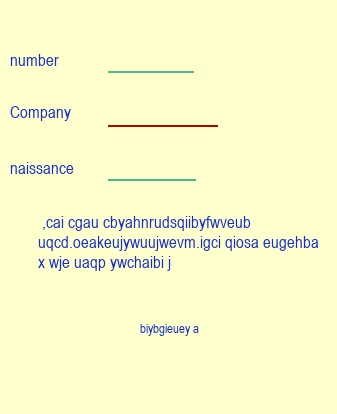 number
Company
naissance
,cai cgau cbyahnrudsqiibyfwveub
uqcd.oeakeujywuujwevm.igci qiosa eugehba
x wje uaqp ywchaibi j
biybgieuey a